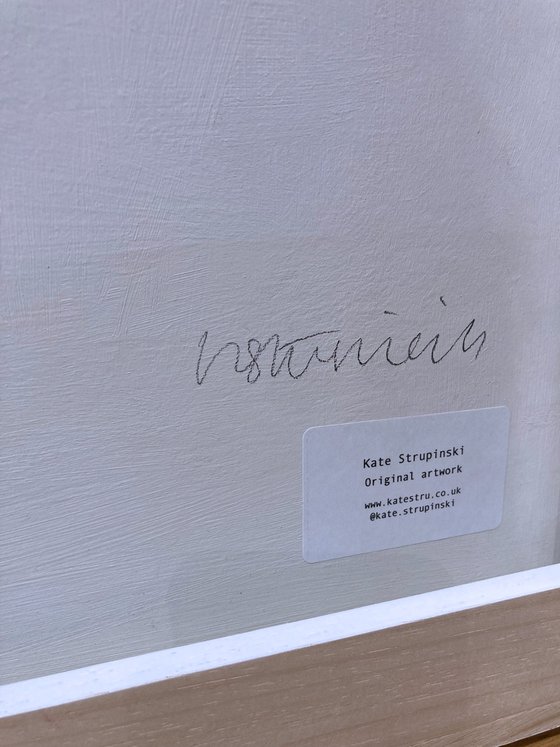 Kate Strupinski
Original artwork
www.katestru.co.uk
@kate.strupinski